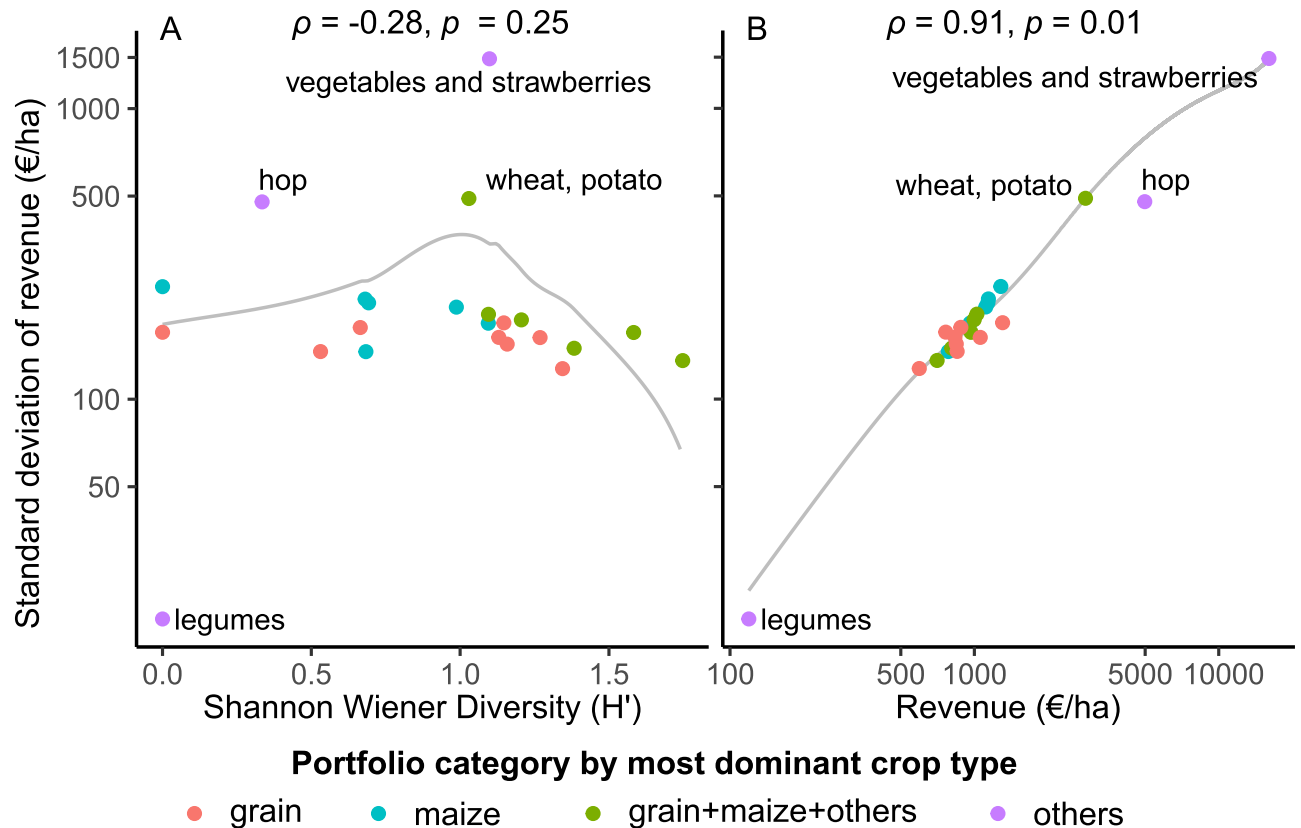 A
ρ = -0.28, p = 0.25
B
ρ = 0.91, p = 0.01
Standard deviation of revenue (€/ha)
1500
1000
500
100
50
vegetables and strawberries
hop
wheat, potato
legumes
0.0 0.5 1.0 1.5
Shannon Wiener Diversity (H')
vegetables and strawberries
wheat, potato
hop
legumes
100 500 1000 5000 10000
Revenue (€/ha)
Portfolio category by most dominant crop type
grain maize grain+maize+others others